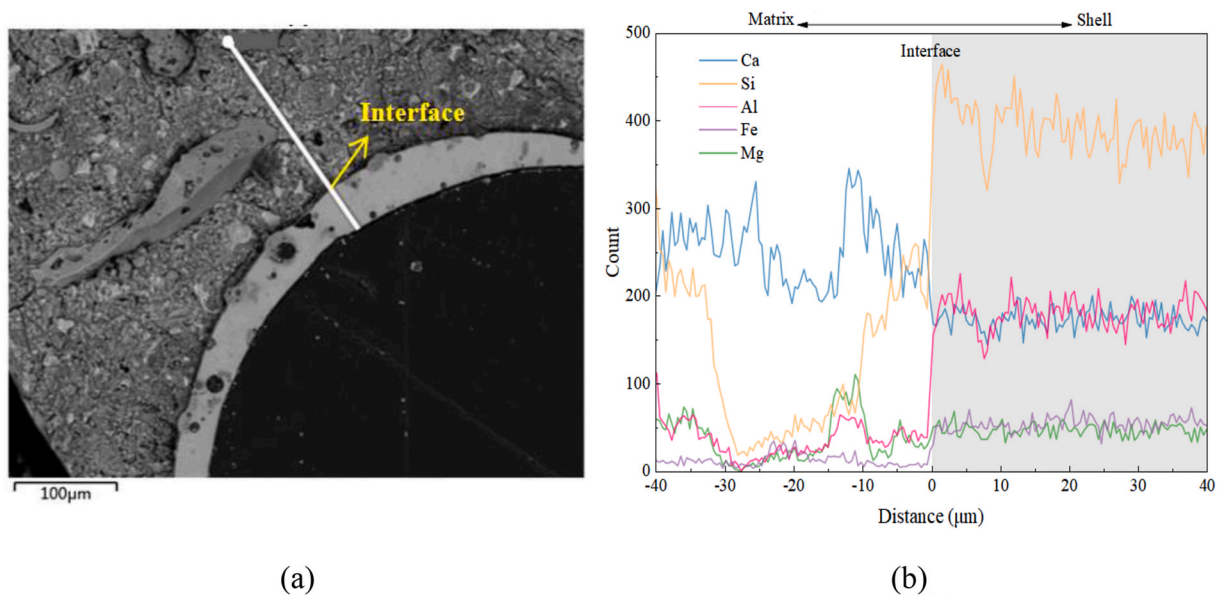 Interface
100μm
(a)
Matrix Shell
Interface
Ca
Si
Al
Fe
Mg
Count
500
400
300
200
100
0
-40 -30 -20 -10 0 10 20 30 40
Distance (μm)
(b)